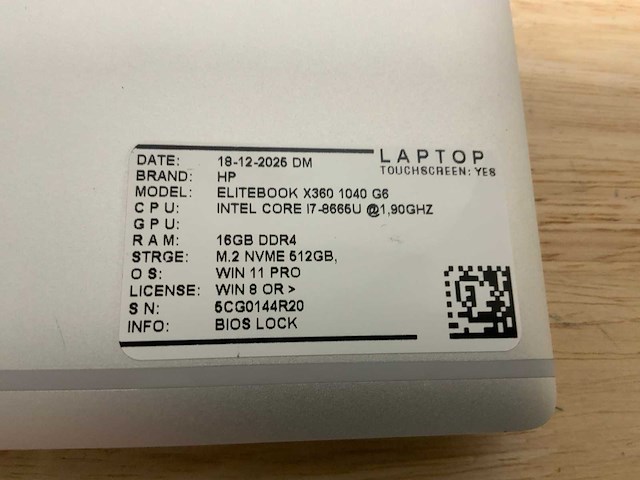 LAPTOP
TOUCHSCREEN: YES
DATE: 18-12-2025 DM
BRAND: HP
MODEL: ELITEBOOK X360 1040 G6
CPU: INTEL CORE I7-8665U @1,90GHZ
GPU:
RAM: 16GB DDR4
STRGE: M.2 NVME 512GB,
OS: WIN 11 PRO
LICENSE: WIN 8 OR >
SN: 5CG0144R20
INFO: BIOS LOCK